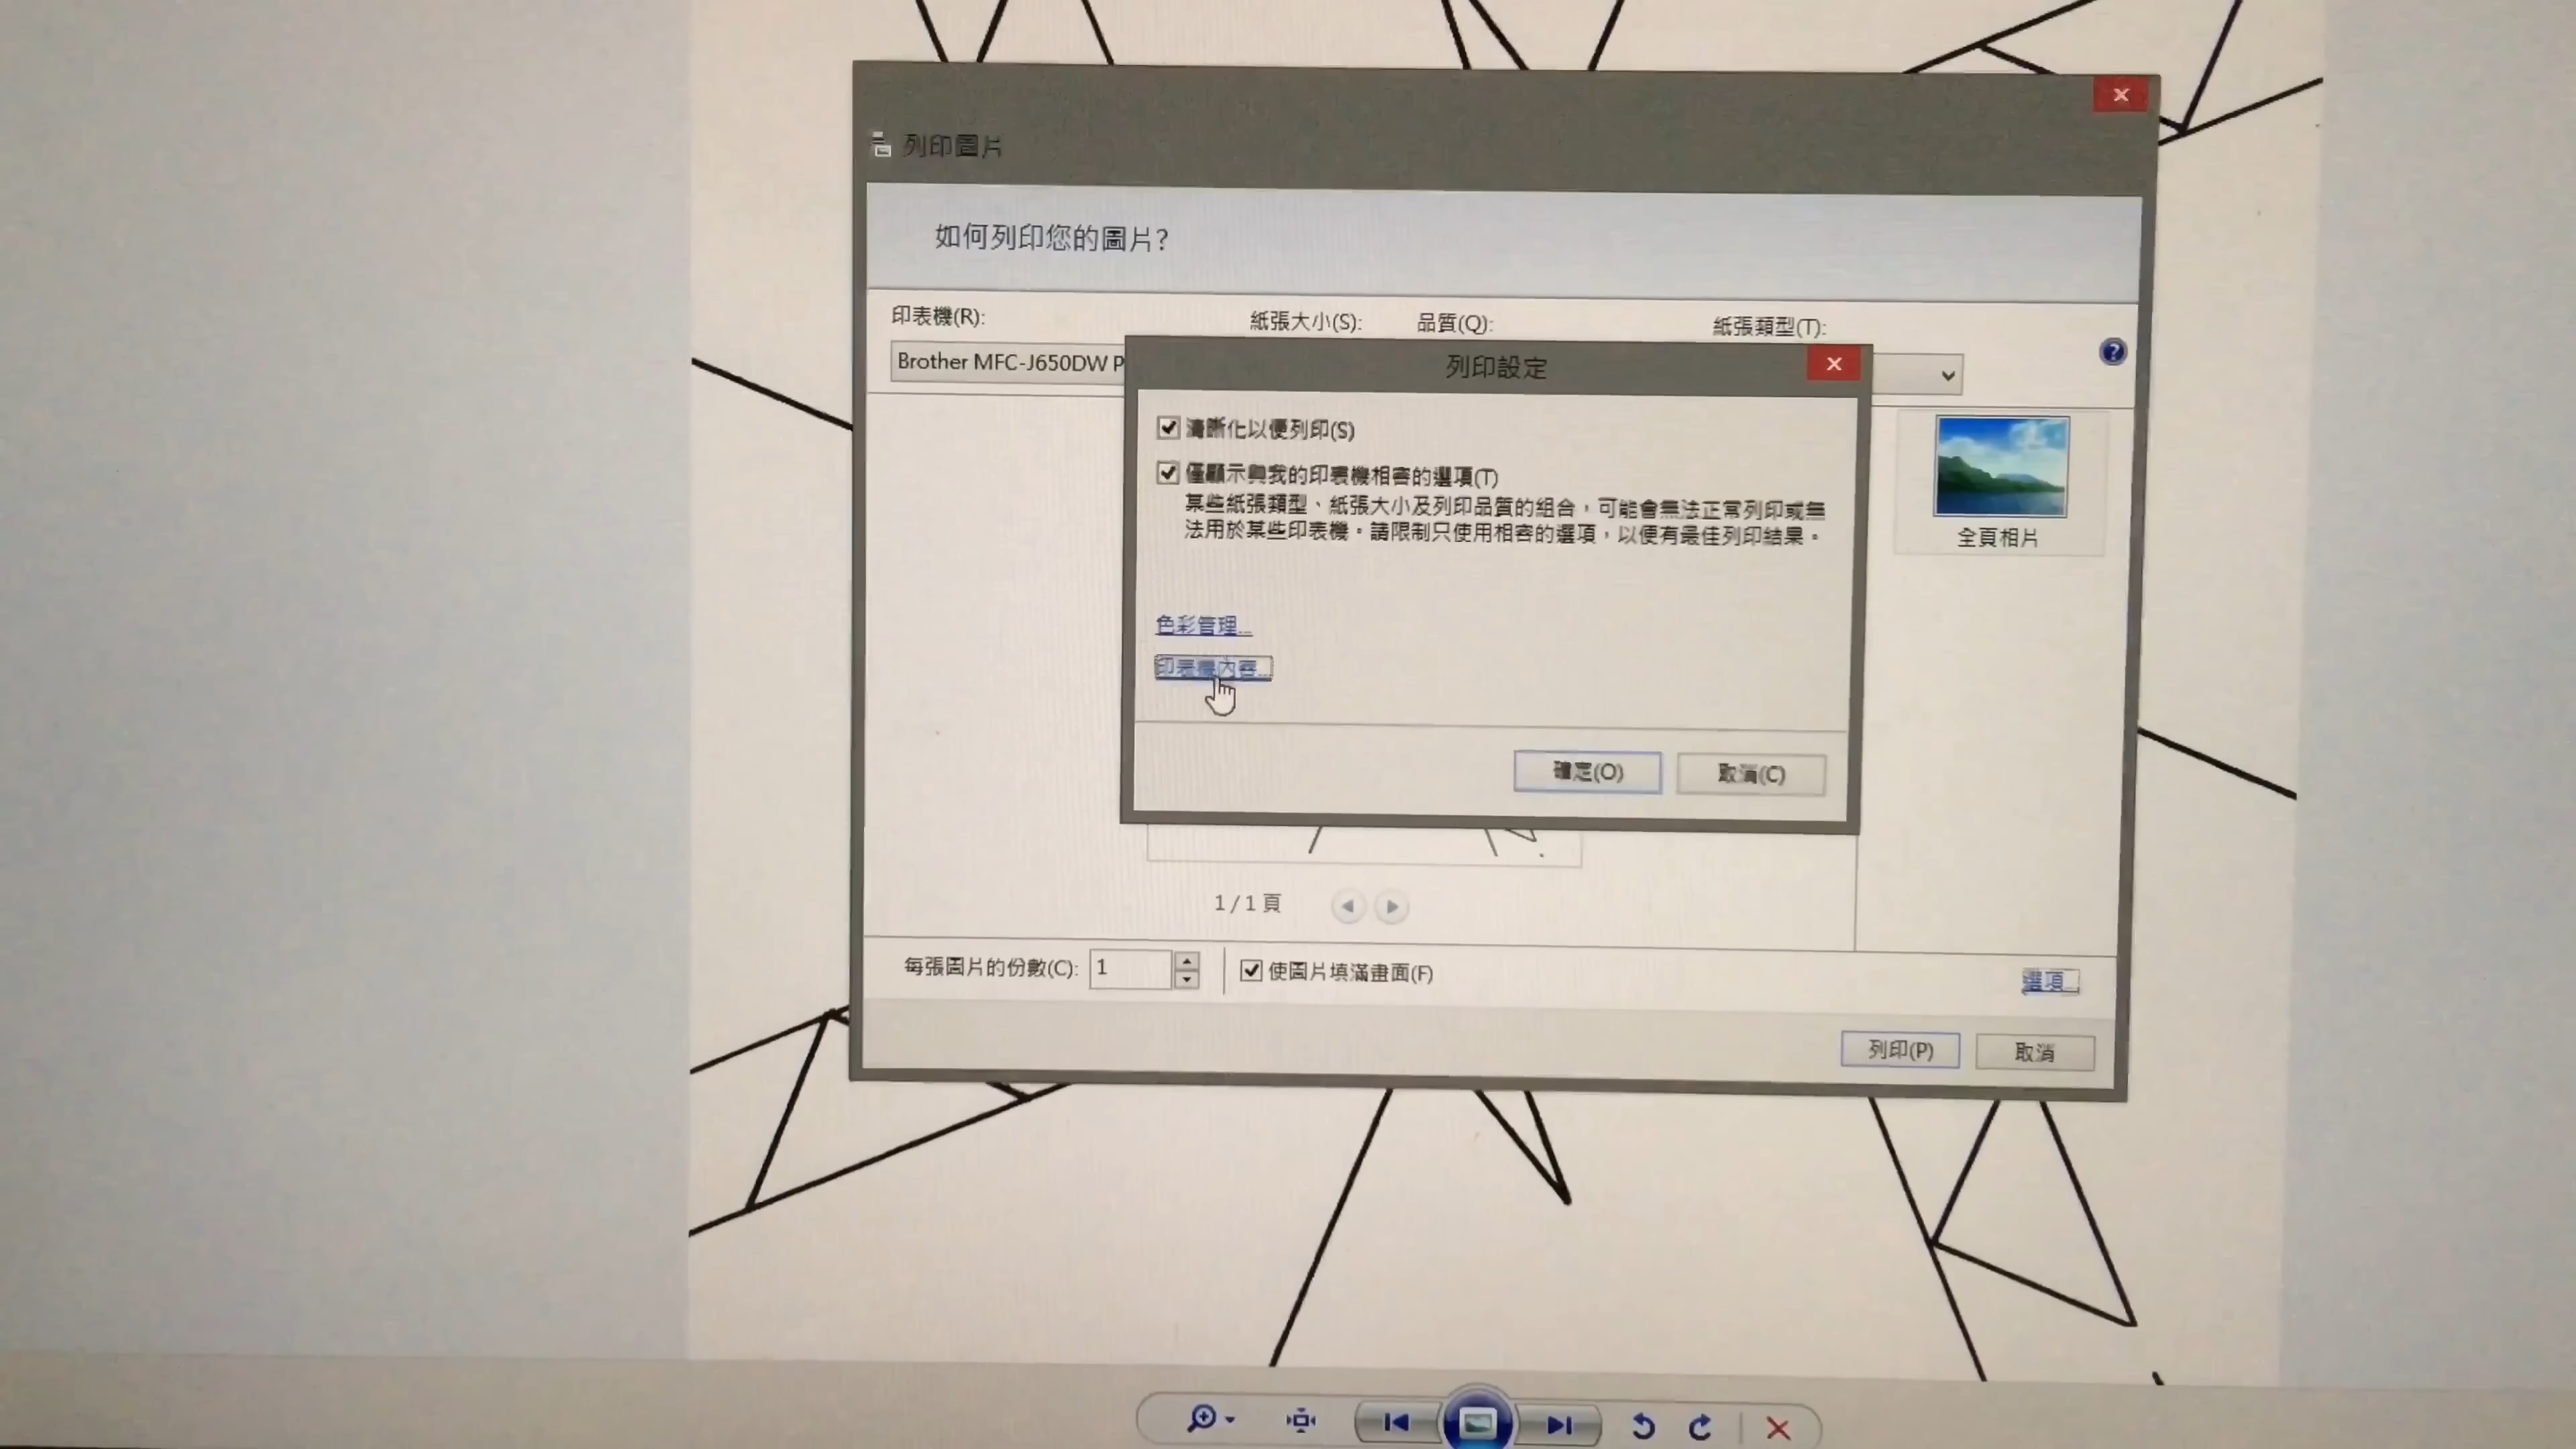 列印圖片
如何列印您的圖片?
印表機(R):
紙張大小(S):
品質(Q):
紙張類型(T):
Brother MFC-J650DW P
列印設定
清晰化以便列印(S)
僅顯示與我的印表機相容的選項(T)
某些紙張類型、紙張大小及列印品質的組合，可能會無法正常列印或無
法用於某些印表機。請限制只使用相容的選項，以便有最佳列印結果。
全頁相片
色彩管理...
印表機內容...
確定(O)
取消(C)
1 / 1 頁
每張圖片的份數(C):
1
使圖片填滿畫面(F)
選項...
列印(P)
取消